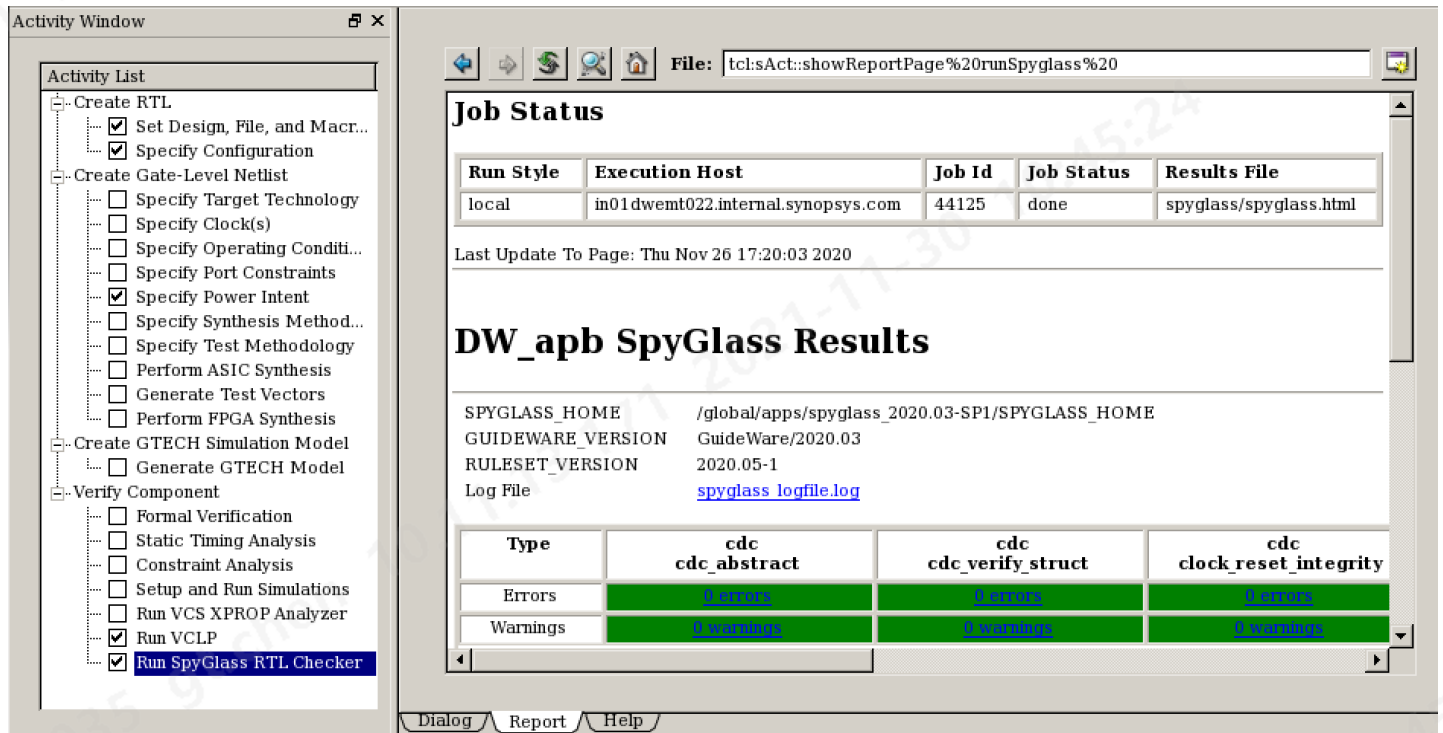 Activity Window
Activity List
Create RTL
Set Design, File, and Macr...
Specify Configuration
Create Gate-Level Netlist
Specify Target Technology
Specify Clock(s)
Specify Operating Conditi...
Specify Port Constraints
Specify Power Intent
Specify Synthesis Method...
Specify Test Methodology
Perform ASIC Synthesis
Generate Test Vectors
Perform FPGA Synthesis
Create GTECH Simulation Model
Generate GTECH Model
Verify Component
Formal Verification
Static Timing Analysis
Constraint Analysis
Setup and Run Simulations
Run VCS XPROP Analyzer
Run VCLP
Run SpyGlass RTL Checker
File: tcl:sAct::showReportPage%20runSpyglass%20
Job Status
Run Style Execution Host Job Id Job Status Results File
local in01dwemt022.internal.synopsys.com 44125 done spyglass/spyglass.html
Last Update To Page: Thu Nov 26 17:20:03 2020
DW_apb SpyGlass Results
SPYGLASS_HOME /global/apps/spyglass_2020.03-SP1/SPYGLASS_HOME
GUIDEWARE_VERSION GuideWare/2020.03
RULESET_VERSION 2020.05-1
Log File spyglass_logfile.log
Type cdc cdc cdc
cdc_abstract cdc_verify_struct clock_reset_integrity
Errors 0 errors 0 errors 0 errors
Warnings 0 warnings 0 warnings 0 warnings
Dialog Report Help